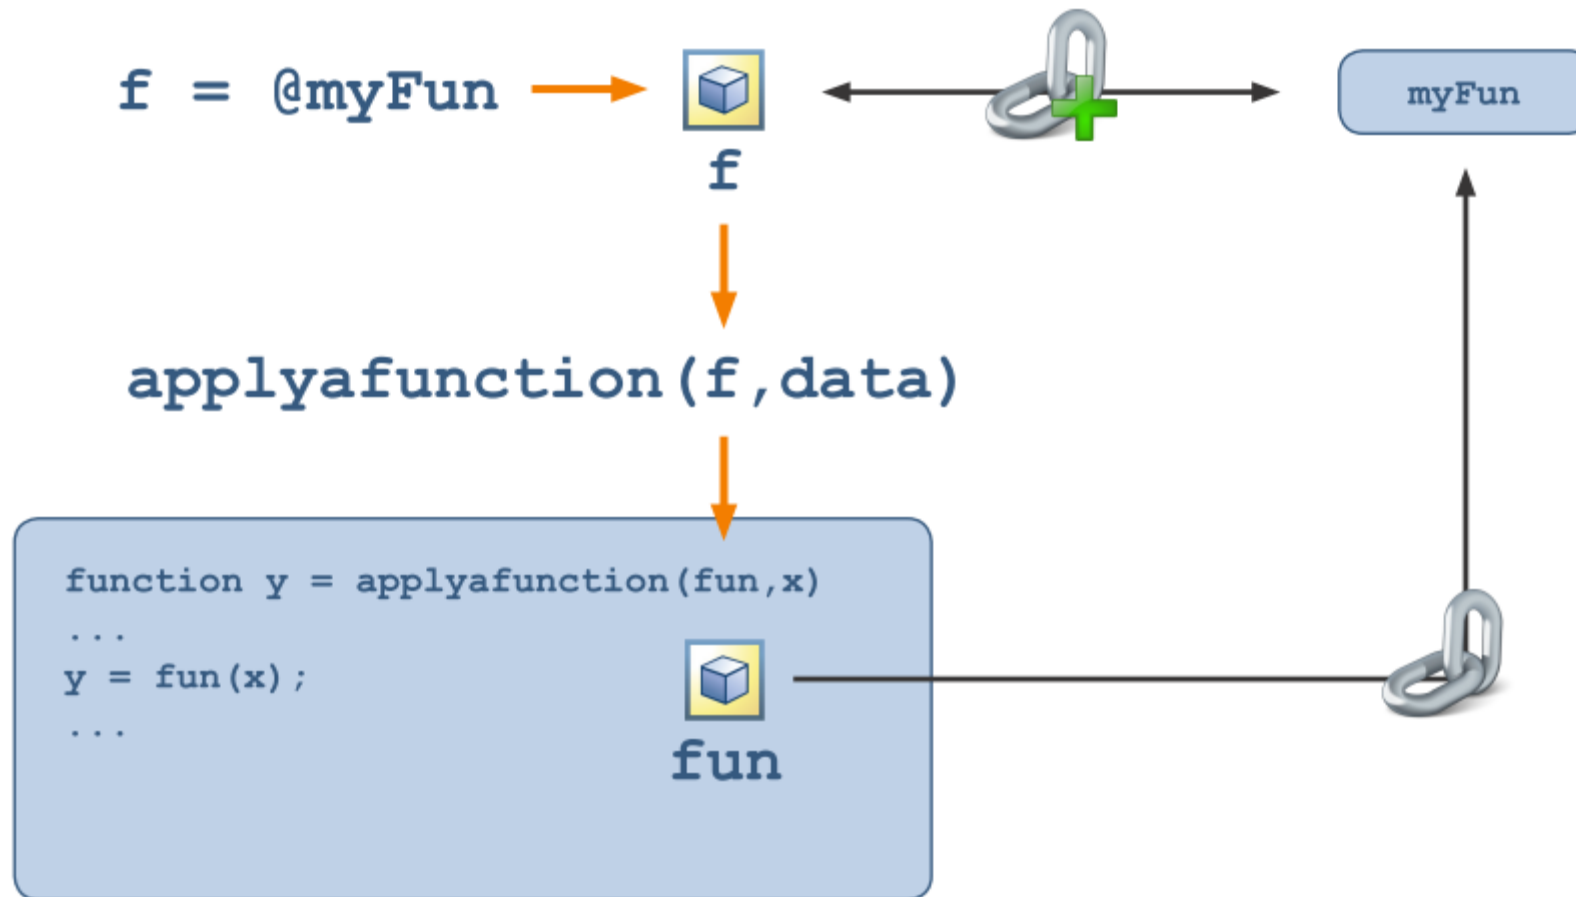 f = @myFun
f
myFun
applyafunction(f,data)
function y = applyafunction(fun,x)
...
y = fun(x);
...
fun